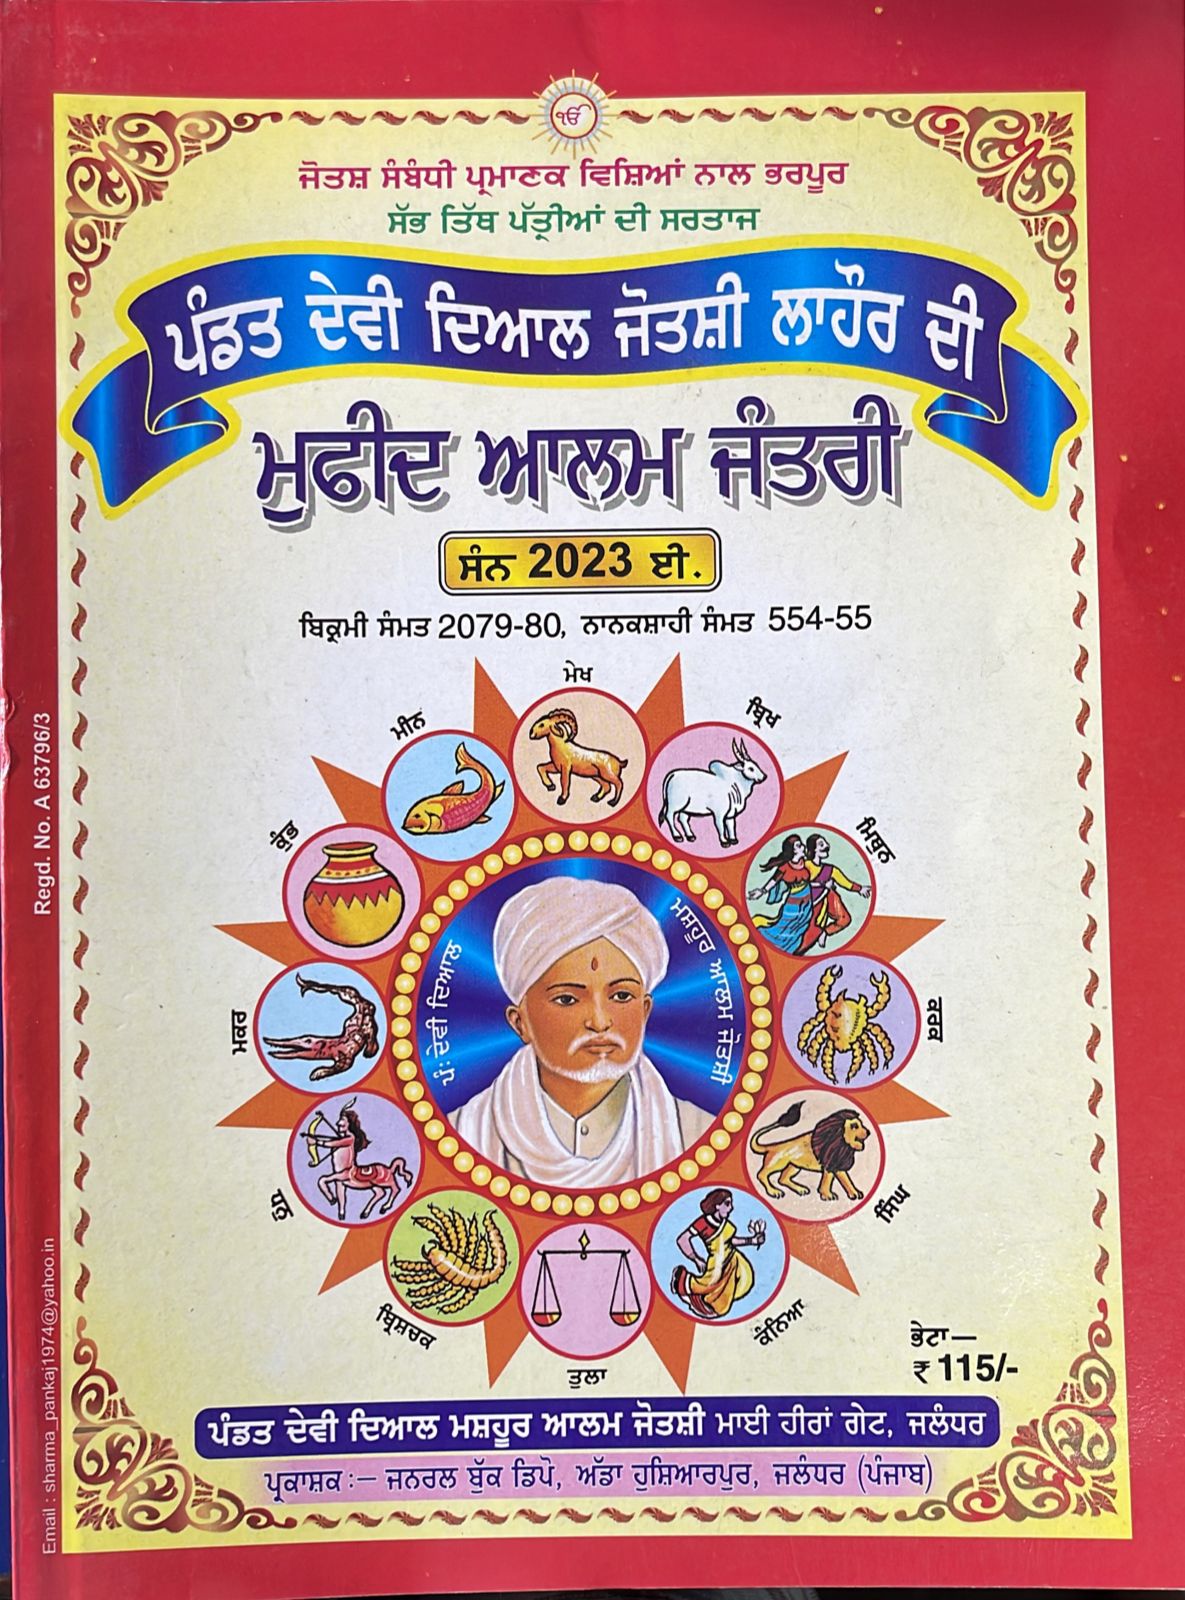 ੴ
ਜੋਤਸ਼ ਸੰਬੰਧੀ ਪ੍ਰਮਾਣਕ ਵਿਸ਼ਿਆਂ ਨਾਲ ਭਰਪੂਰ
ਸੱਭ ਤਿੱਥ ਪੱਤ੍ਰੀਆਂ ਦੀ ਸਰਤਾਜ
ਪੰਡਤ ਦੇਵੀ ਦਿਆਲ ਜੋਤਸ਼ੀ ਲਾਹੌਰ ਦੀ
ਮੁਫੀਦ ਆਲਮ ਜੰਤਰੀ
ਸੰਨ 2023 ਈ.
ਬਿਕ੍ਰਮੀ ਸੰਮਤ 2079-80, ਨਾਨਕਸ਼ਾਹੀ ਸੰਮਤ 554-55
ਮੇਖ
ਬ੍ਰਿਖ
ਮਿਥੁਨ
ਕਰਕ
ਸਿੰਘ
ਕੰਨਿਆ
ਤੁਲਾ
ਬ੍ਰਿਸ਼ਚਕ
ਧਨੁ
ਮਕਰ
ਕੁੰਭ
ਮੀਨ
ਪੰ: ਦੇਵੀ ਦਿਆਲ
ਮਸ਼ਹੂਰ ਆਲਮ ਜੋਤਸ਼ੀ
ਭੇਟਾ—
₹ 115/-
ਪੰਡਤ ਦੇਵੀ ਦਿਆਲ ਮਸ਼ਹੂਰ ਆਲਮ ਜੋਤਸ਼ੀ ਮਾਈ ਹੀਰਾਂ ਗੇਟ, ਜਲੰਧਰ
ਪ੍ਰਕਾਸ਼ਕ :— ਜਨਰਲ ਬੁੱਕ ਡਿਪੋ, ਅੱਡਾ ਹੁਸ਼ਿਆਰਪੁਰ, ਜਲੰਧਰ (ਪੰਜਾਬ)
Regd. No. A 63796/3
Email : sharma_pankaj1974@yahoo.in